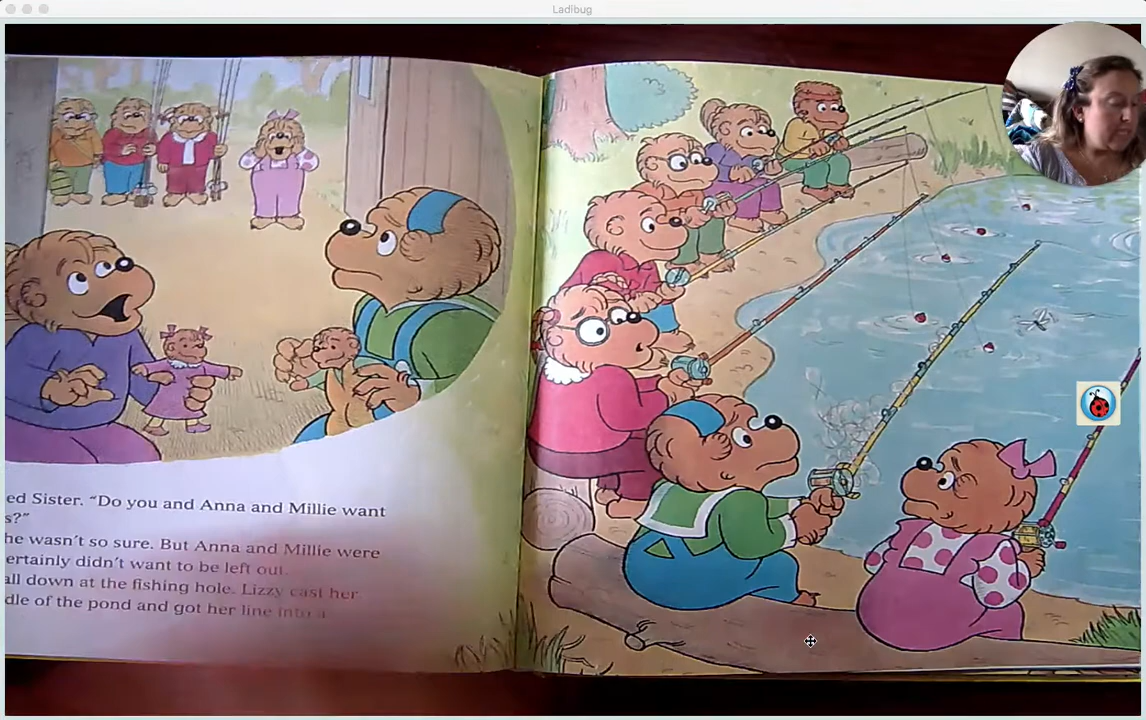 Ladibug
ed Sister. “Do you and Anna and Millie want
s?”
he wasn’t so sure. But Anna and Millie were
ertainly didn’t want to be left out.
all down at the fishing hole. Lizzy cast her
dle of the pond and got her line into a